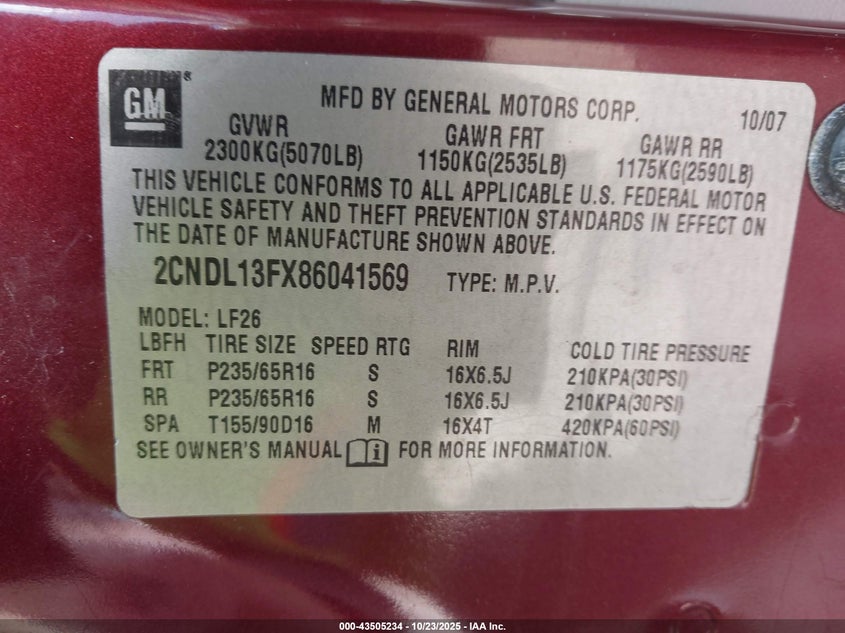 GM ®
MFD BY GENERAL MOTORS CORP. 10/07
GVWR GAWR FRT GAWR RR
2300KG(5070LB) 1150KG(2535LB) 1175KG(2590LB)
THIS VEHICLE CONFORMS TO ALL APPLICABLE U.S. FEDERAL MOTOR
VEHICLE SAFETY AND THEFT PREVENTION STANDARDS IN EFFECT ON
THE DATE OF MANUFACTURE SHOWN ABOVE.
2CNDL13FX86041569 TYPE: M.P.V.
MODEL: LF26
LBFH TIRE SIZE SPEED RTG RIM COLD TIRE PRESSURE
FRT P235/65R16 S 16X6.5J 210KPA(30PSI)
RR P235/65R16 S 16X6.5J 210KPA(30PSI)
SPA T155/90D16 M 16X4T 420KPA(60PSI)
SEE OWNER'S MANUAL i FOR MORE INFORMATION.
000-43505234 - 10/23/2025 - IAA Inc.